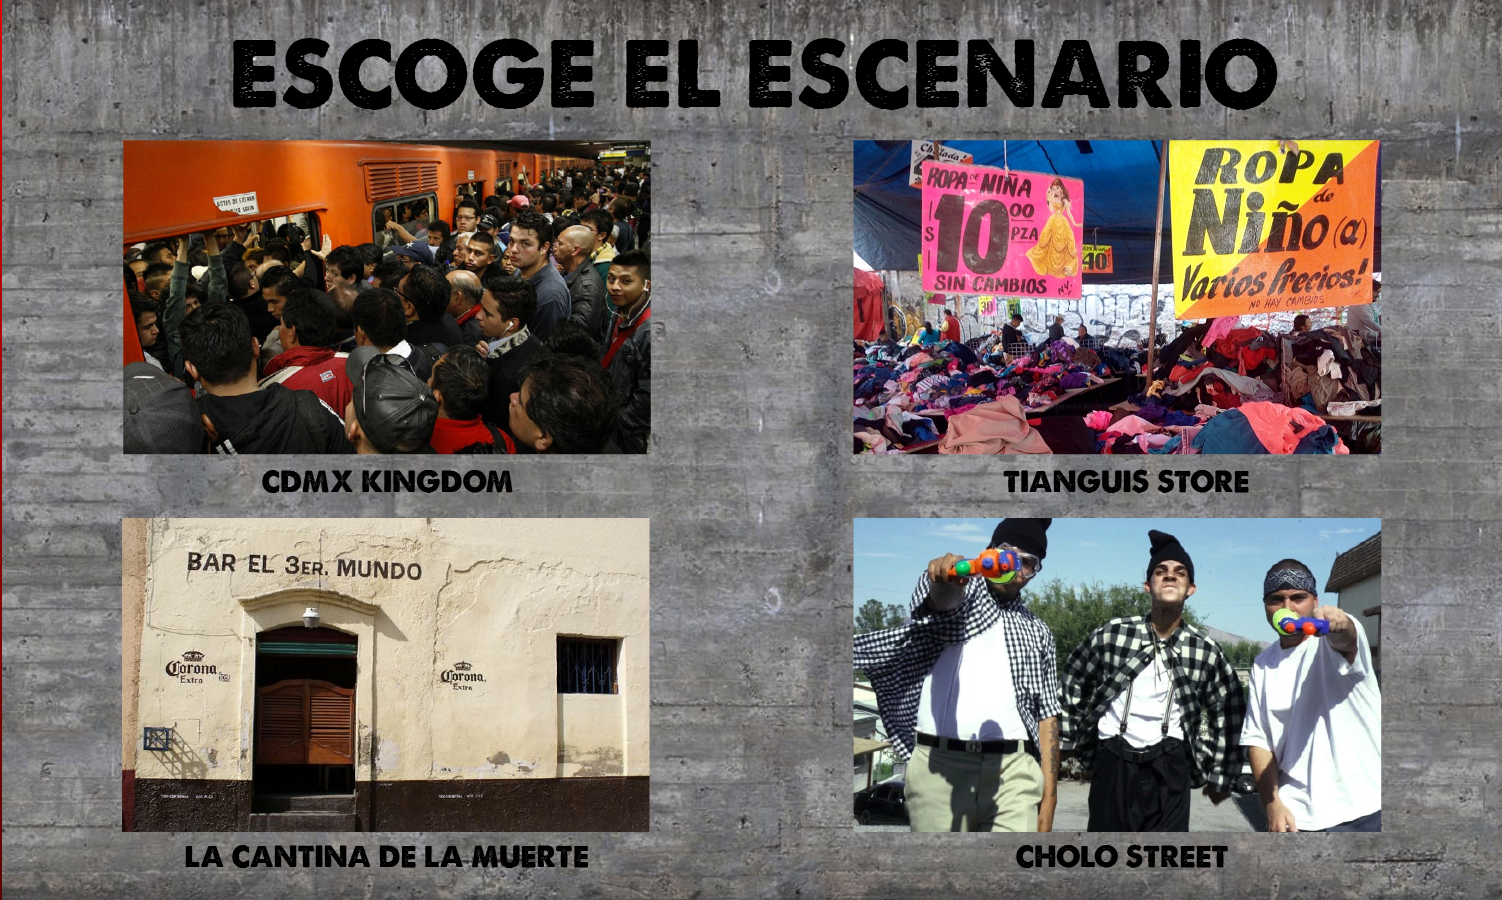 ESCOGE EL ESCENARIO
ROPA DE NIÑA
$10.00
PZA
SIN CAMBIOS
40
30
ROPA
de
Niño(a)
Varios Precios!
NO HAY CAMBIOS
CDMX KINGDOM
TIANGUIS STORE
BAR EL 3ER. MUNDO
Corona
Extra
Corona
Extra
LA CANTINA DE LA MUERTE
CHOLO STREET